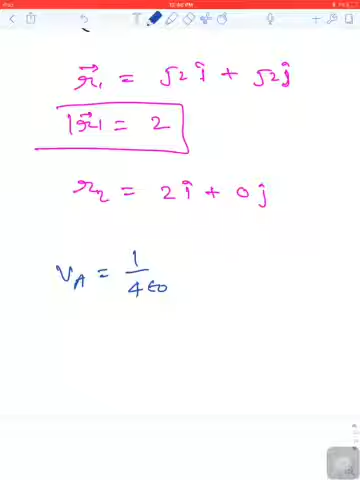 r⃗₁ = √2 î + √2 ĵ
|r⃗₁| = 2
r₂ = 2 î + 0 j
V_A = 1/4ϵ₀